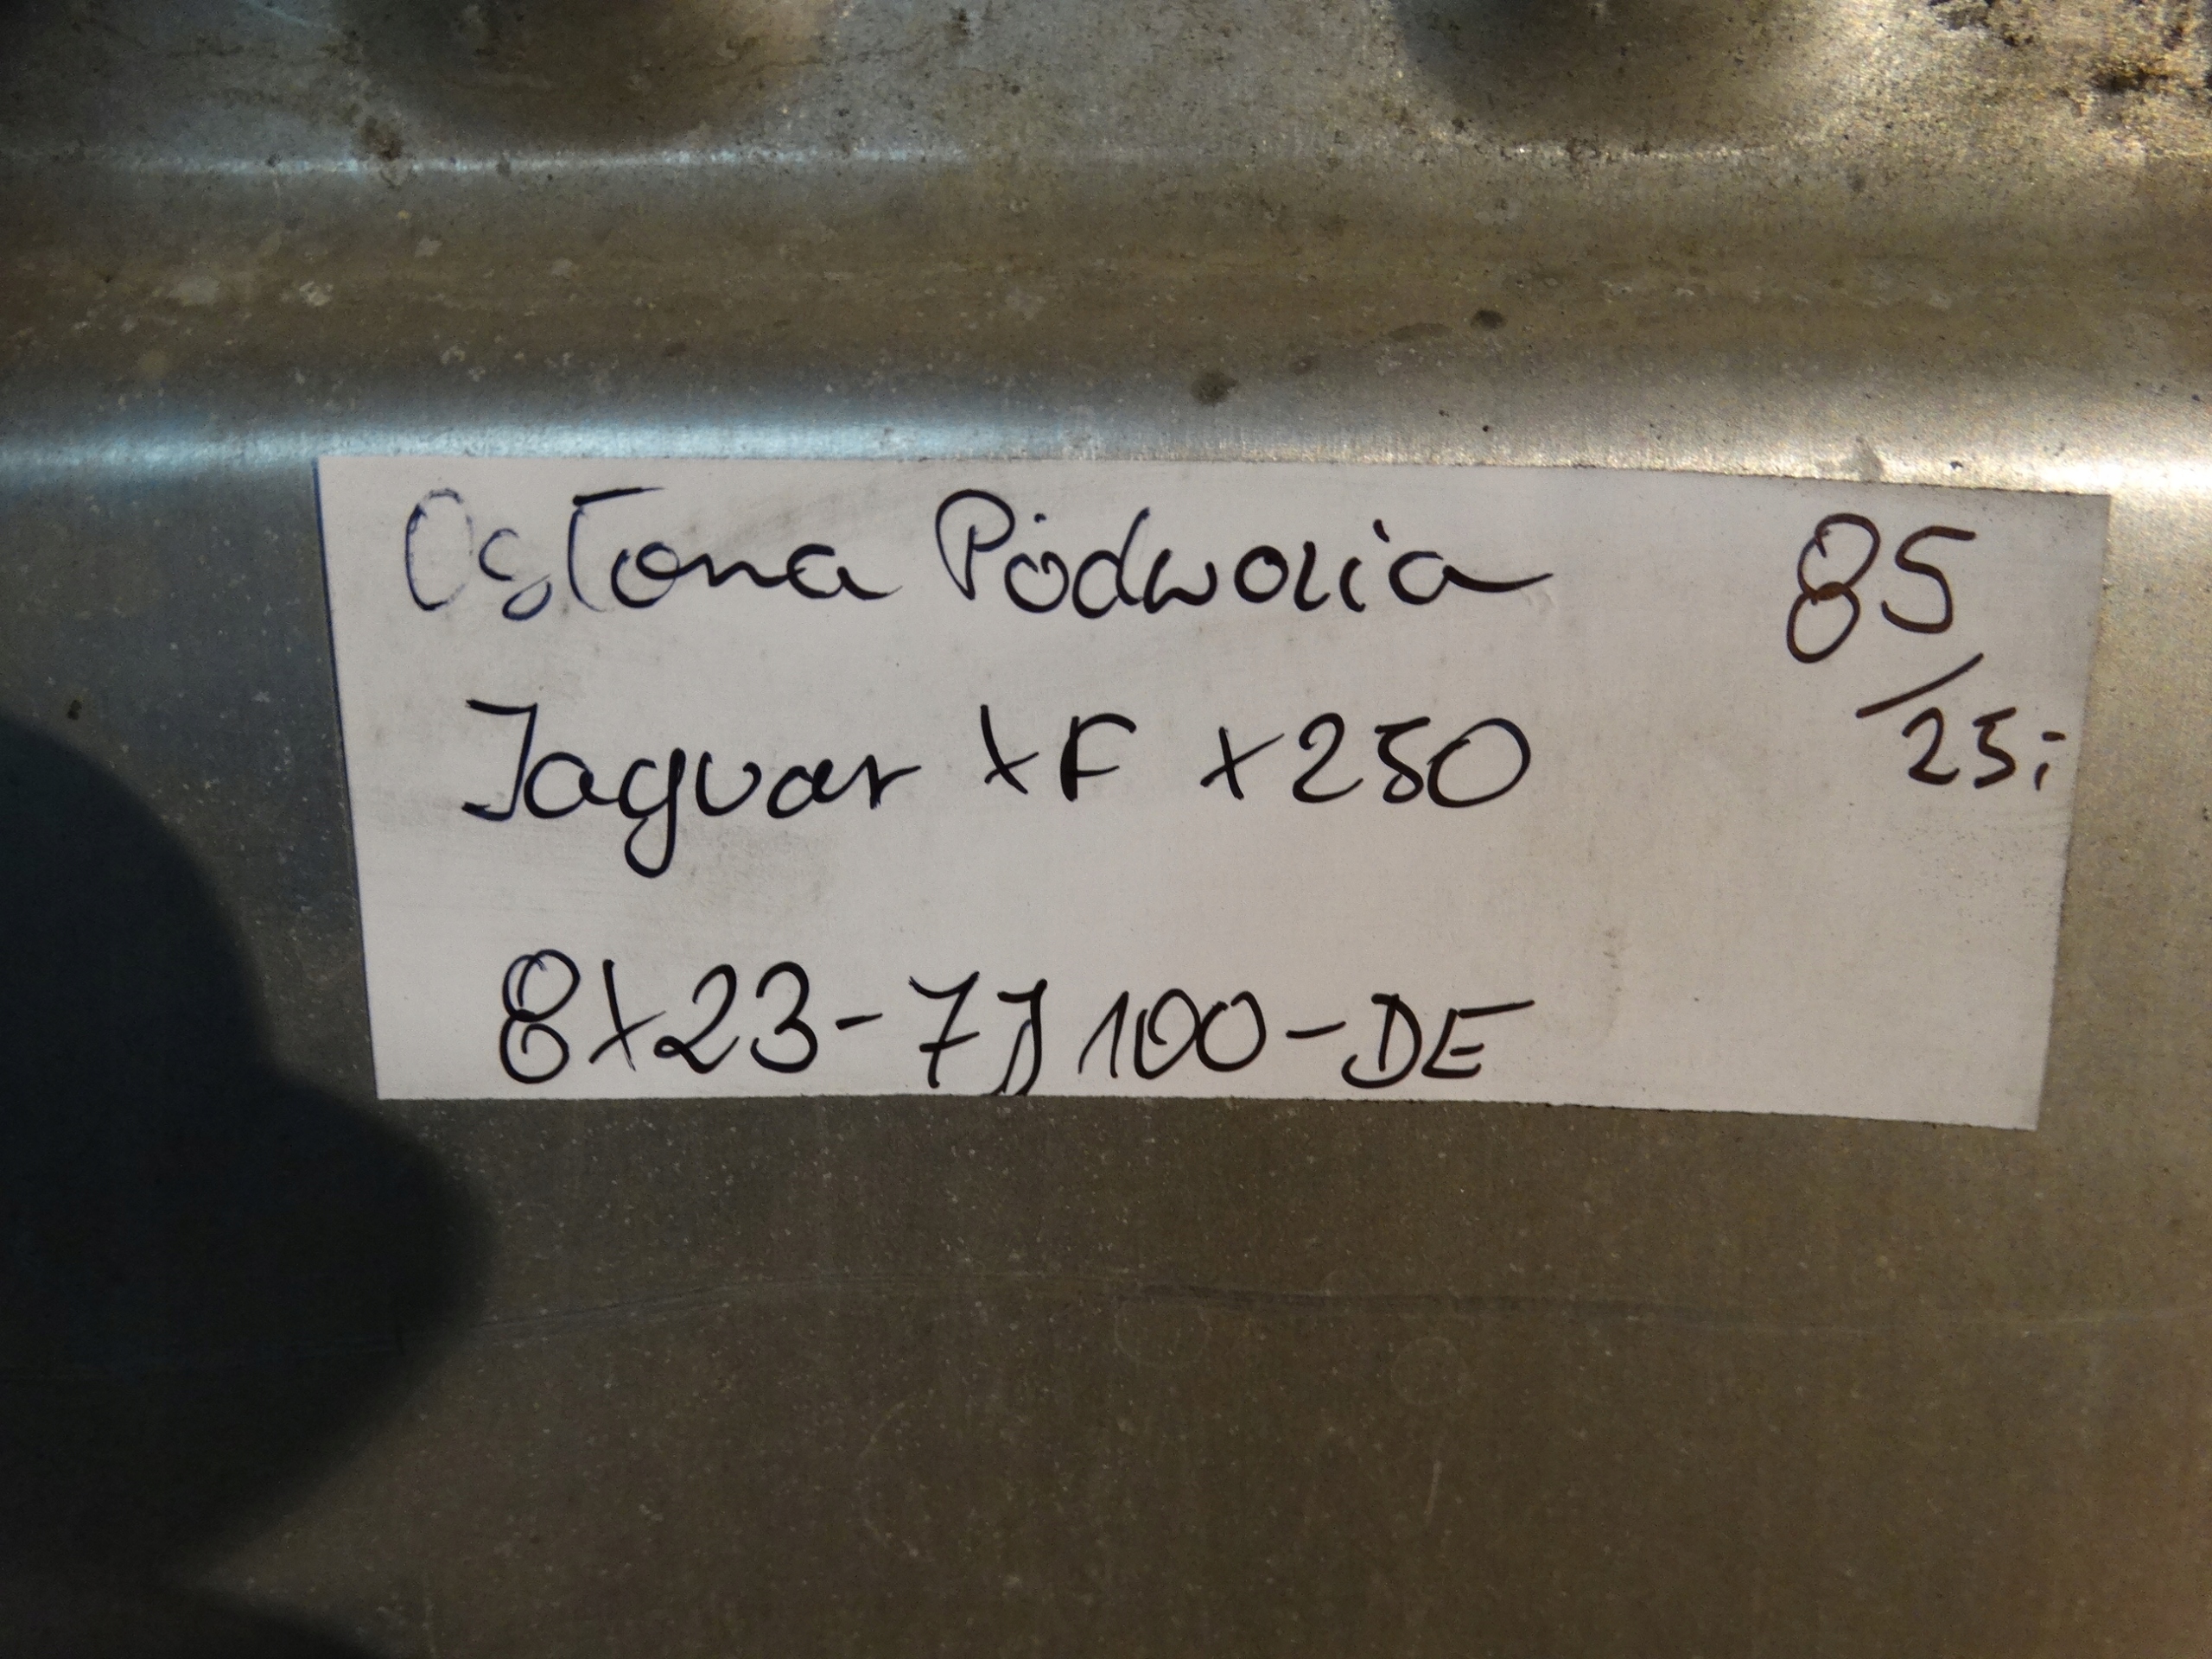 Osłona Podwozia 85
/25;-
Jaguar XF X250
8X23-7J100-DE